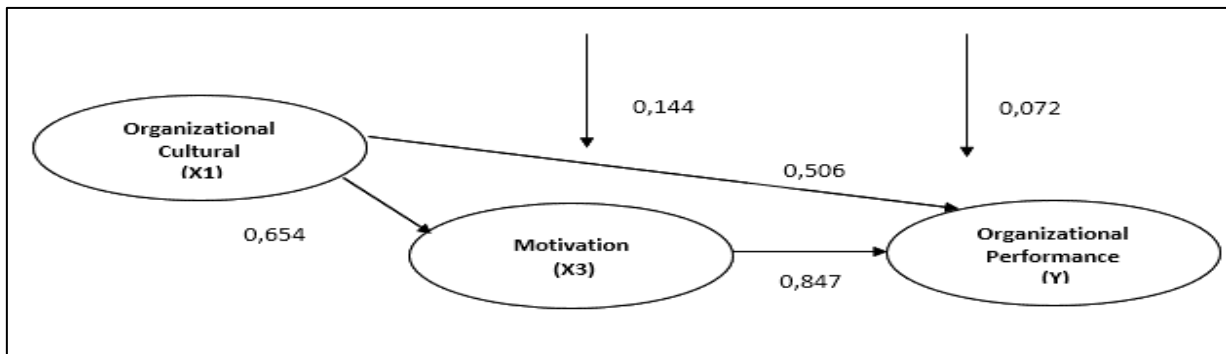 0,144
0,072
Organizational
Cultural
(X1)
0,506
0,654
Motivation
(X3)
Organizational
Performance
(Y)
0,847